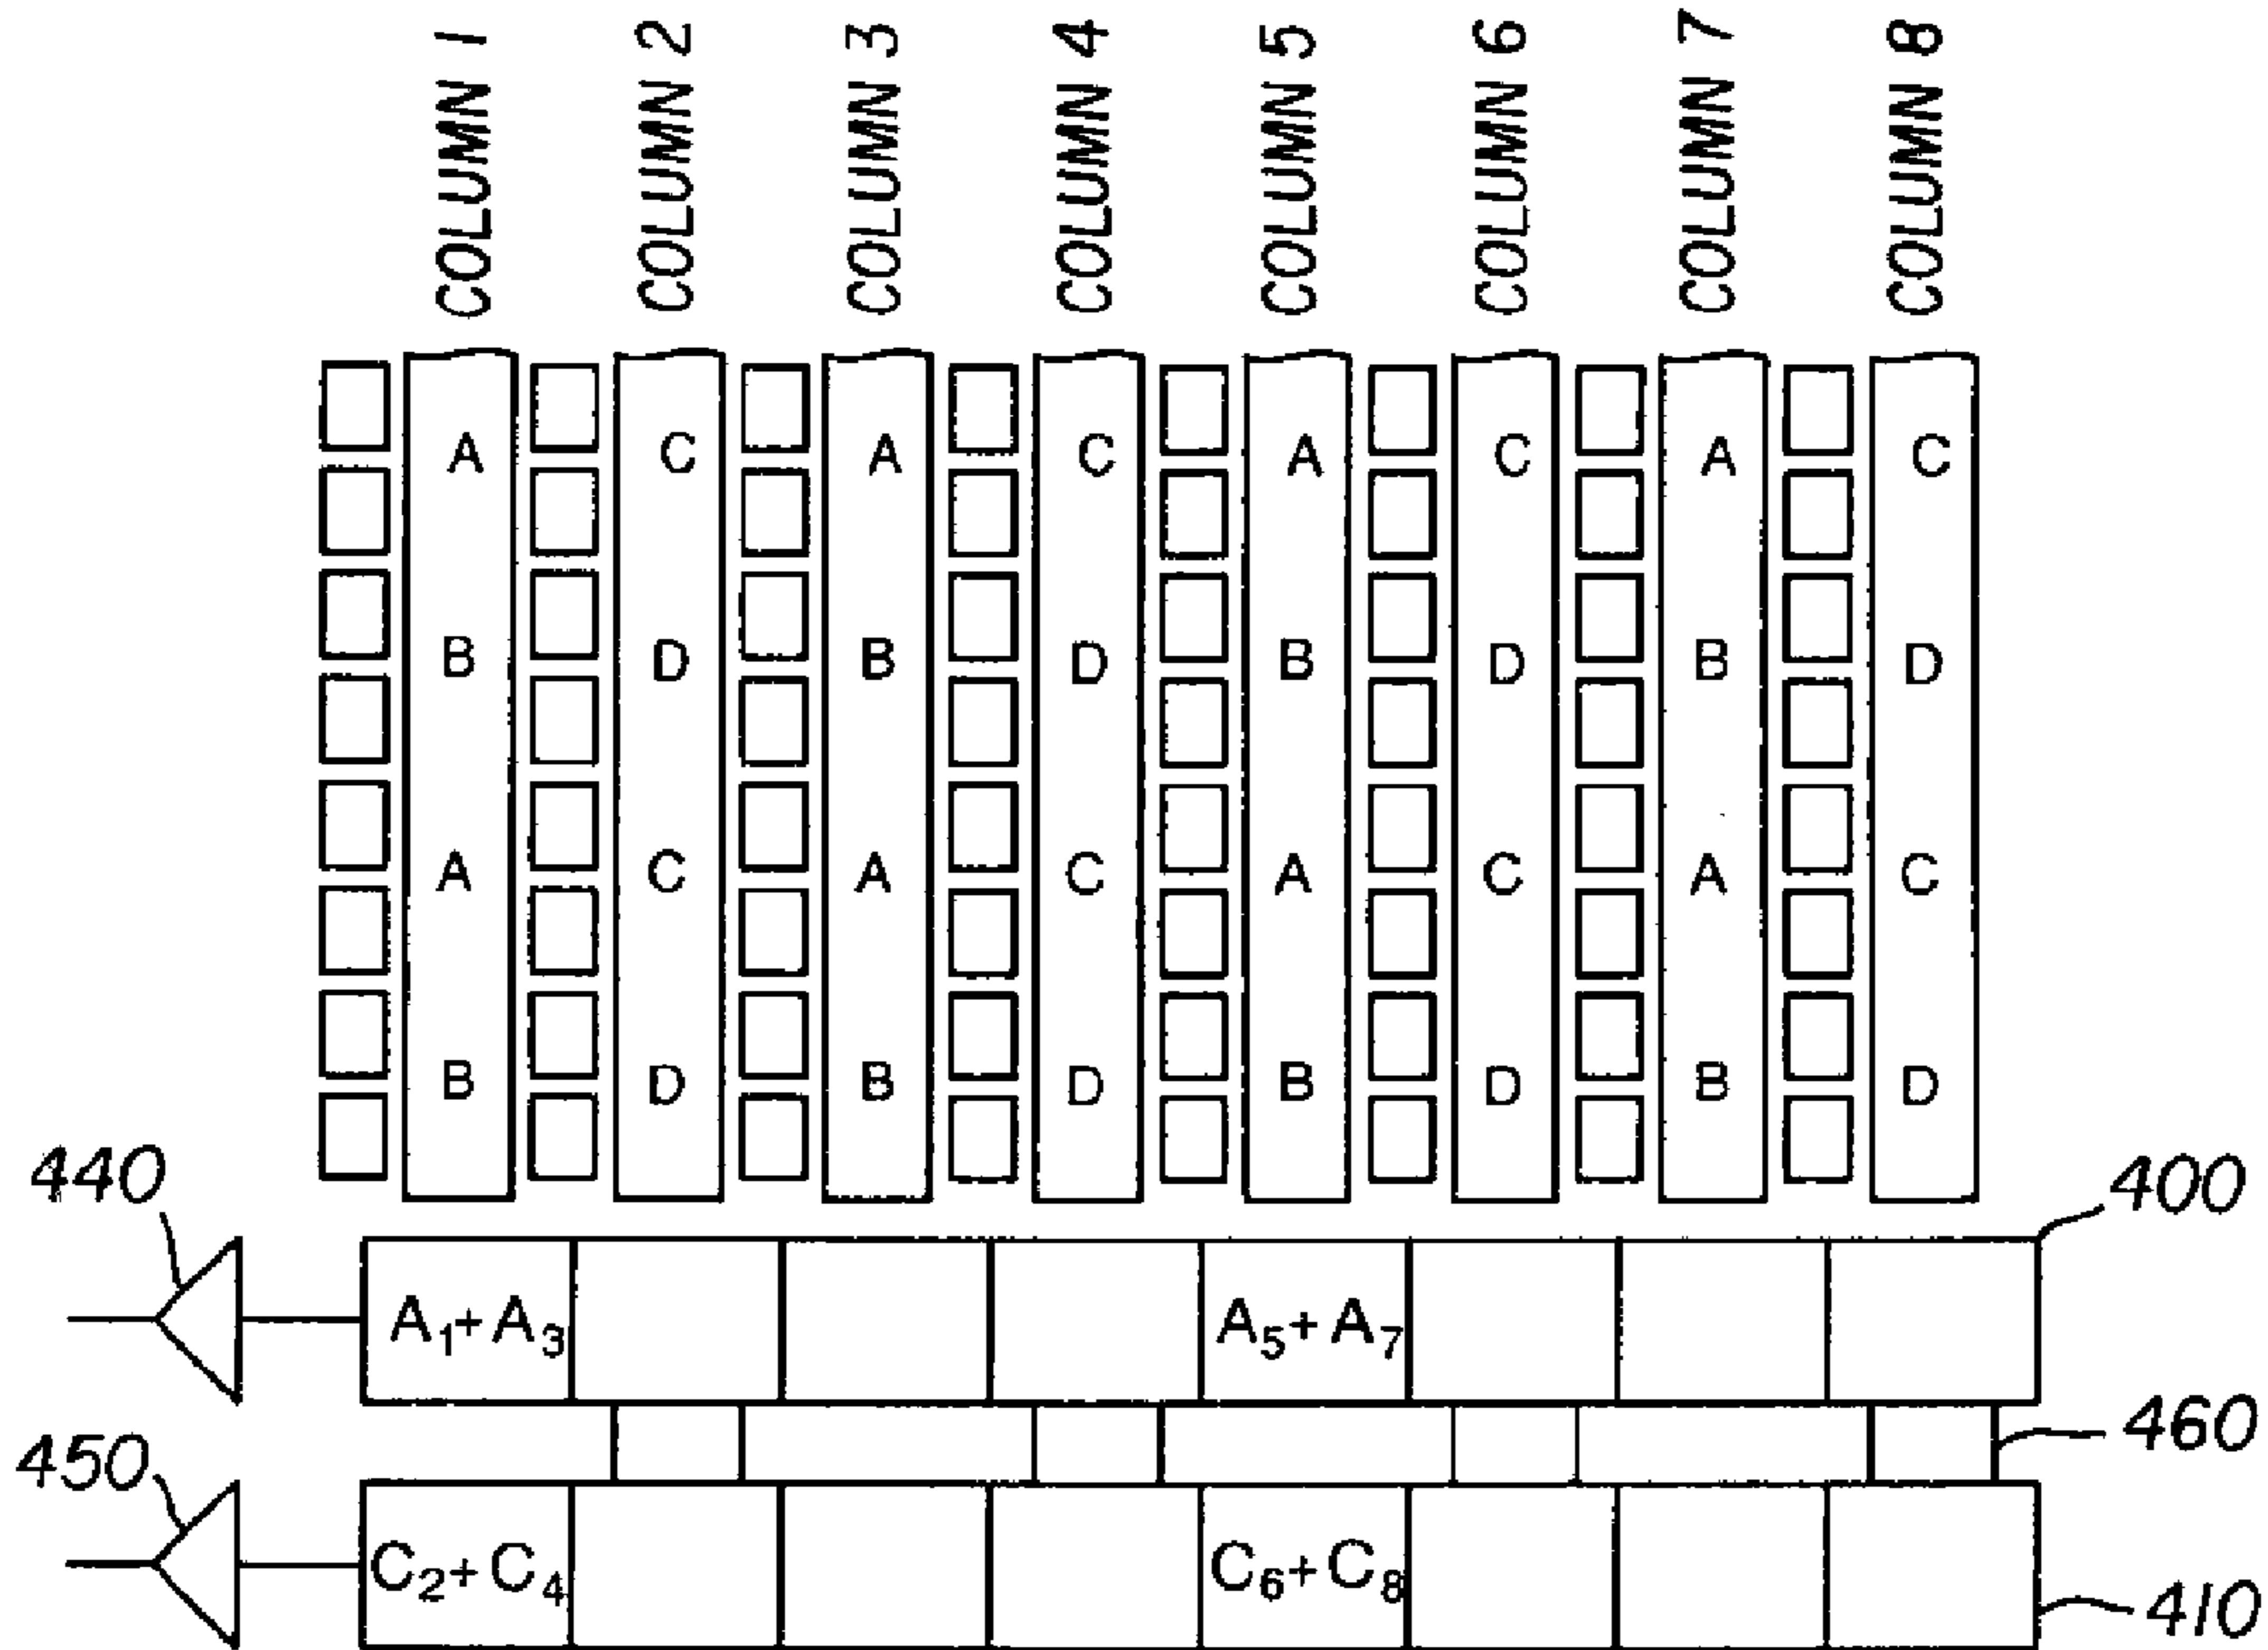 COLUMN 1
COLUMN 2
COLUMN 3
COLUMN 4
COLUMN 5
COLUMN 6
COLUMN 7
COLUMN 8
A C A C A C A C
B D B D B D B D
A C A C A C A C
B D B D B D B D
440
400
A₁+A₃ A₅+A₇
460
450
C₂+C₄ C₆+C₈
410